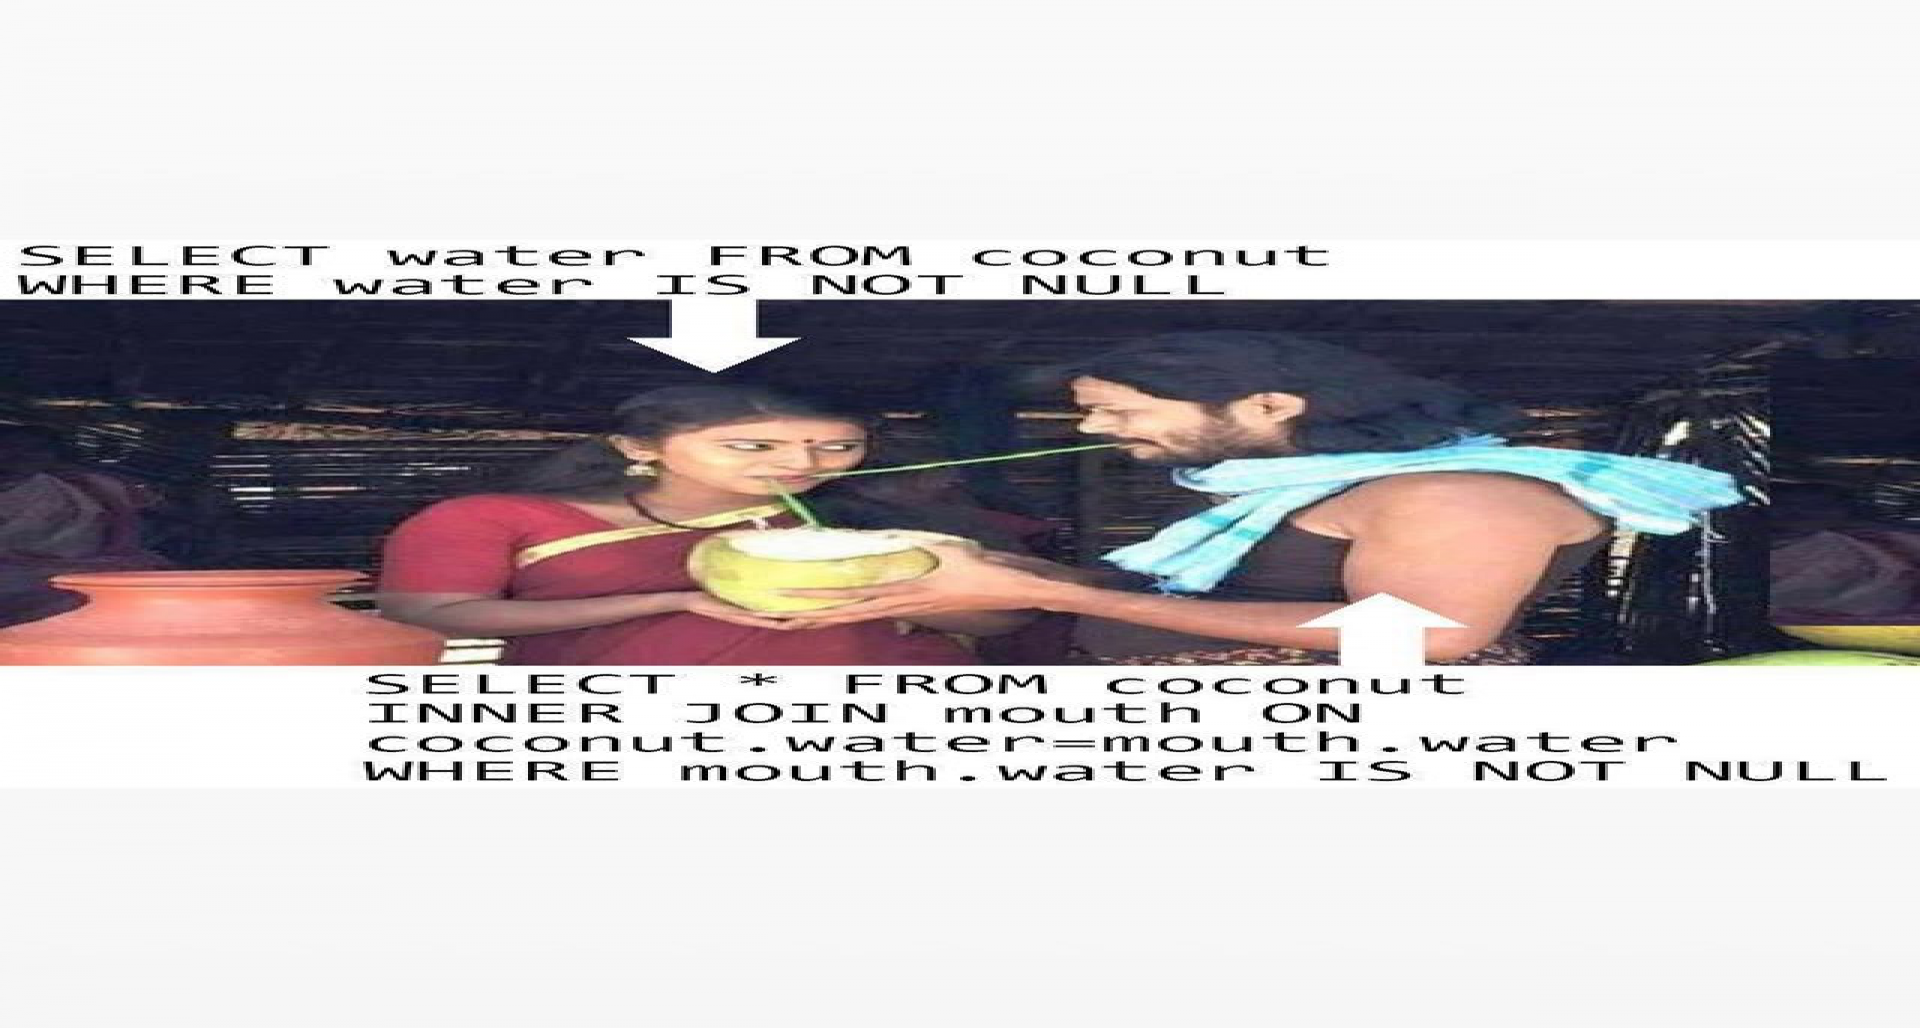 SELECT water FROM coconut
WHERE water IS NOT NULL
SELECT * FROM coconut
INNER JOIN mouth ON
coconut.water=mouth.water
WHERE mouth.water IS NOT NULL